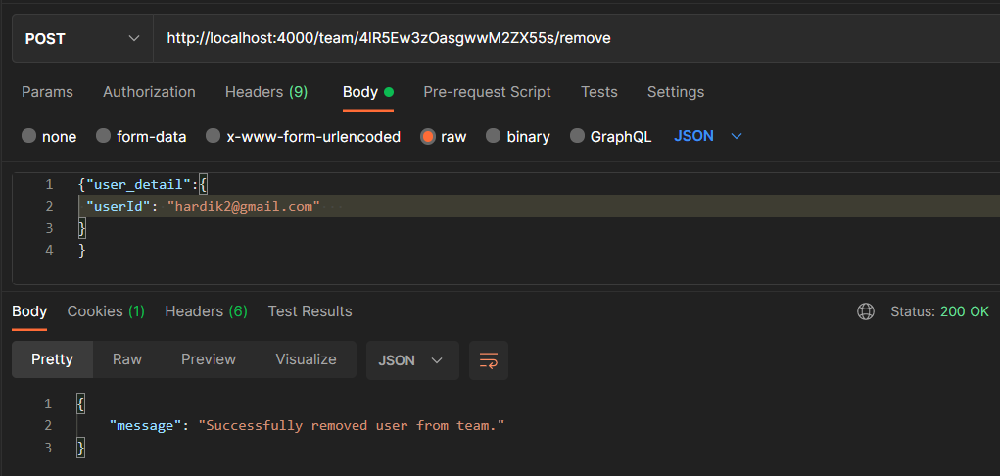 POST http://localhost:4000/team/4lR5Ew3zOasgwwM2ZX55s/remove
Params Authorization Headers (9) Body Pre-request Script Tests Settings
none form-data x-www-form-urlencoded raw binary GraphQL JSON
1 {"user_detail":{
2 "userId": "hardik2@gmail.com"
3 }
4 }
Body Cookies (1) Headers (6) Test Results Status: 200 OK
Pretty Raw Preview Visualize JSON
1 {
2 "message": "Successfully removed user from team."
3 }